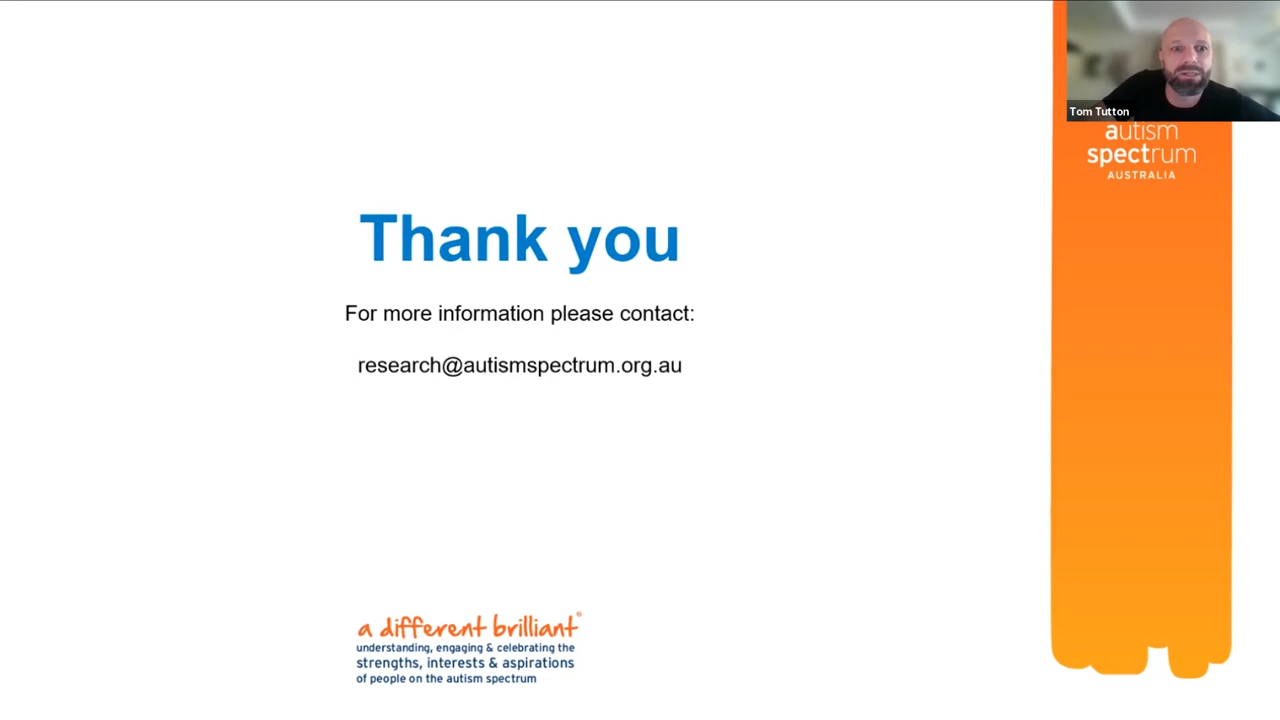 Thank you
For more information please contact:
research@autismspectrum.org.au
a different brilliant®
understanding, engaging & celebrating the
strengths, interests & aspirations
of people on the autism spectrum
Tom Tutton
autism
spectrum
AUSTRALIA